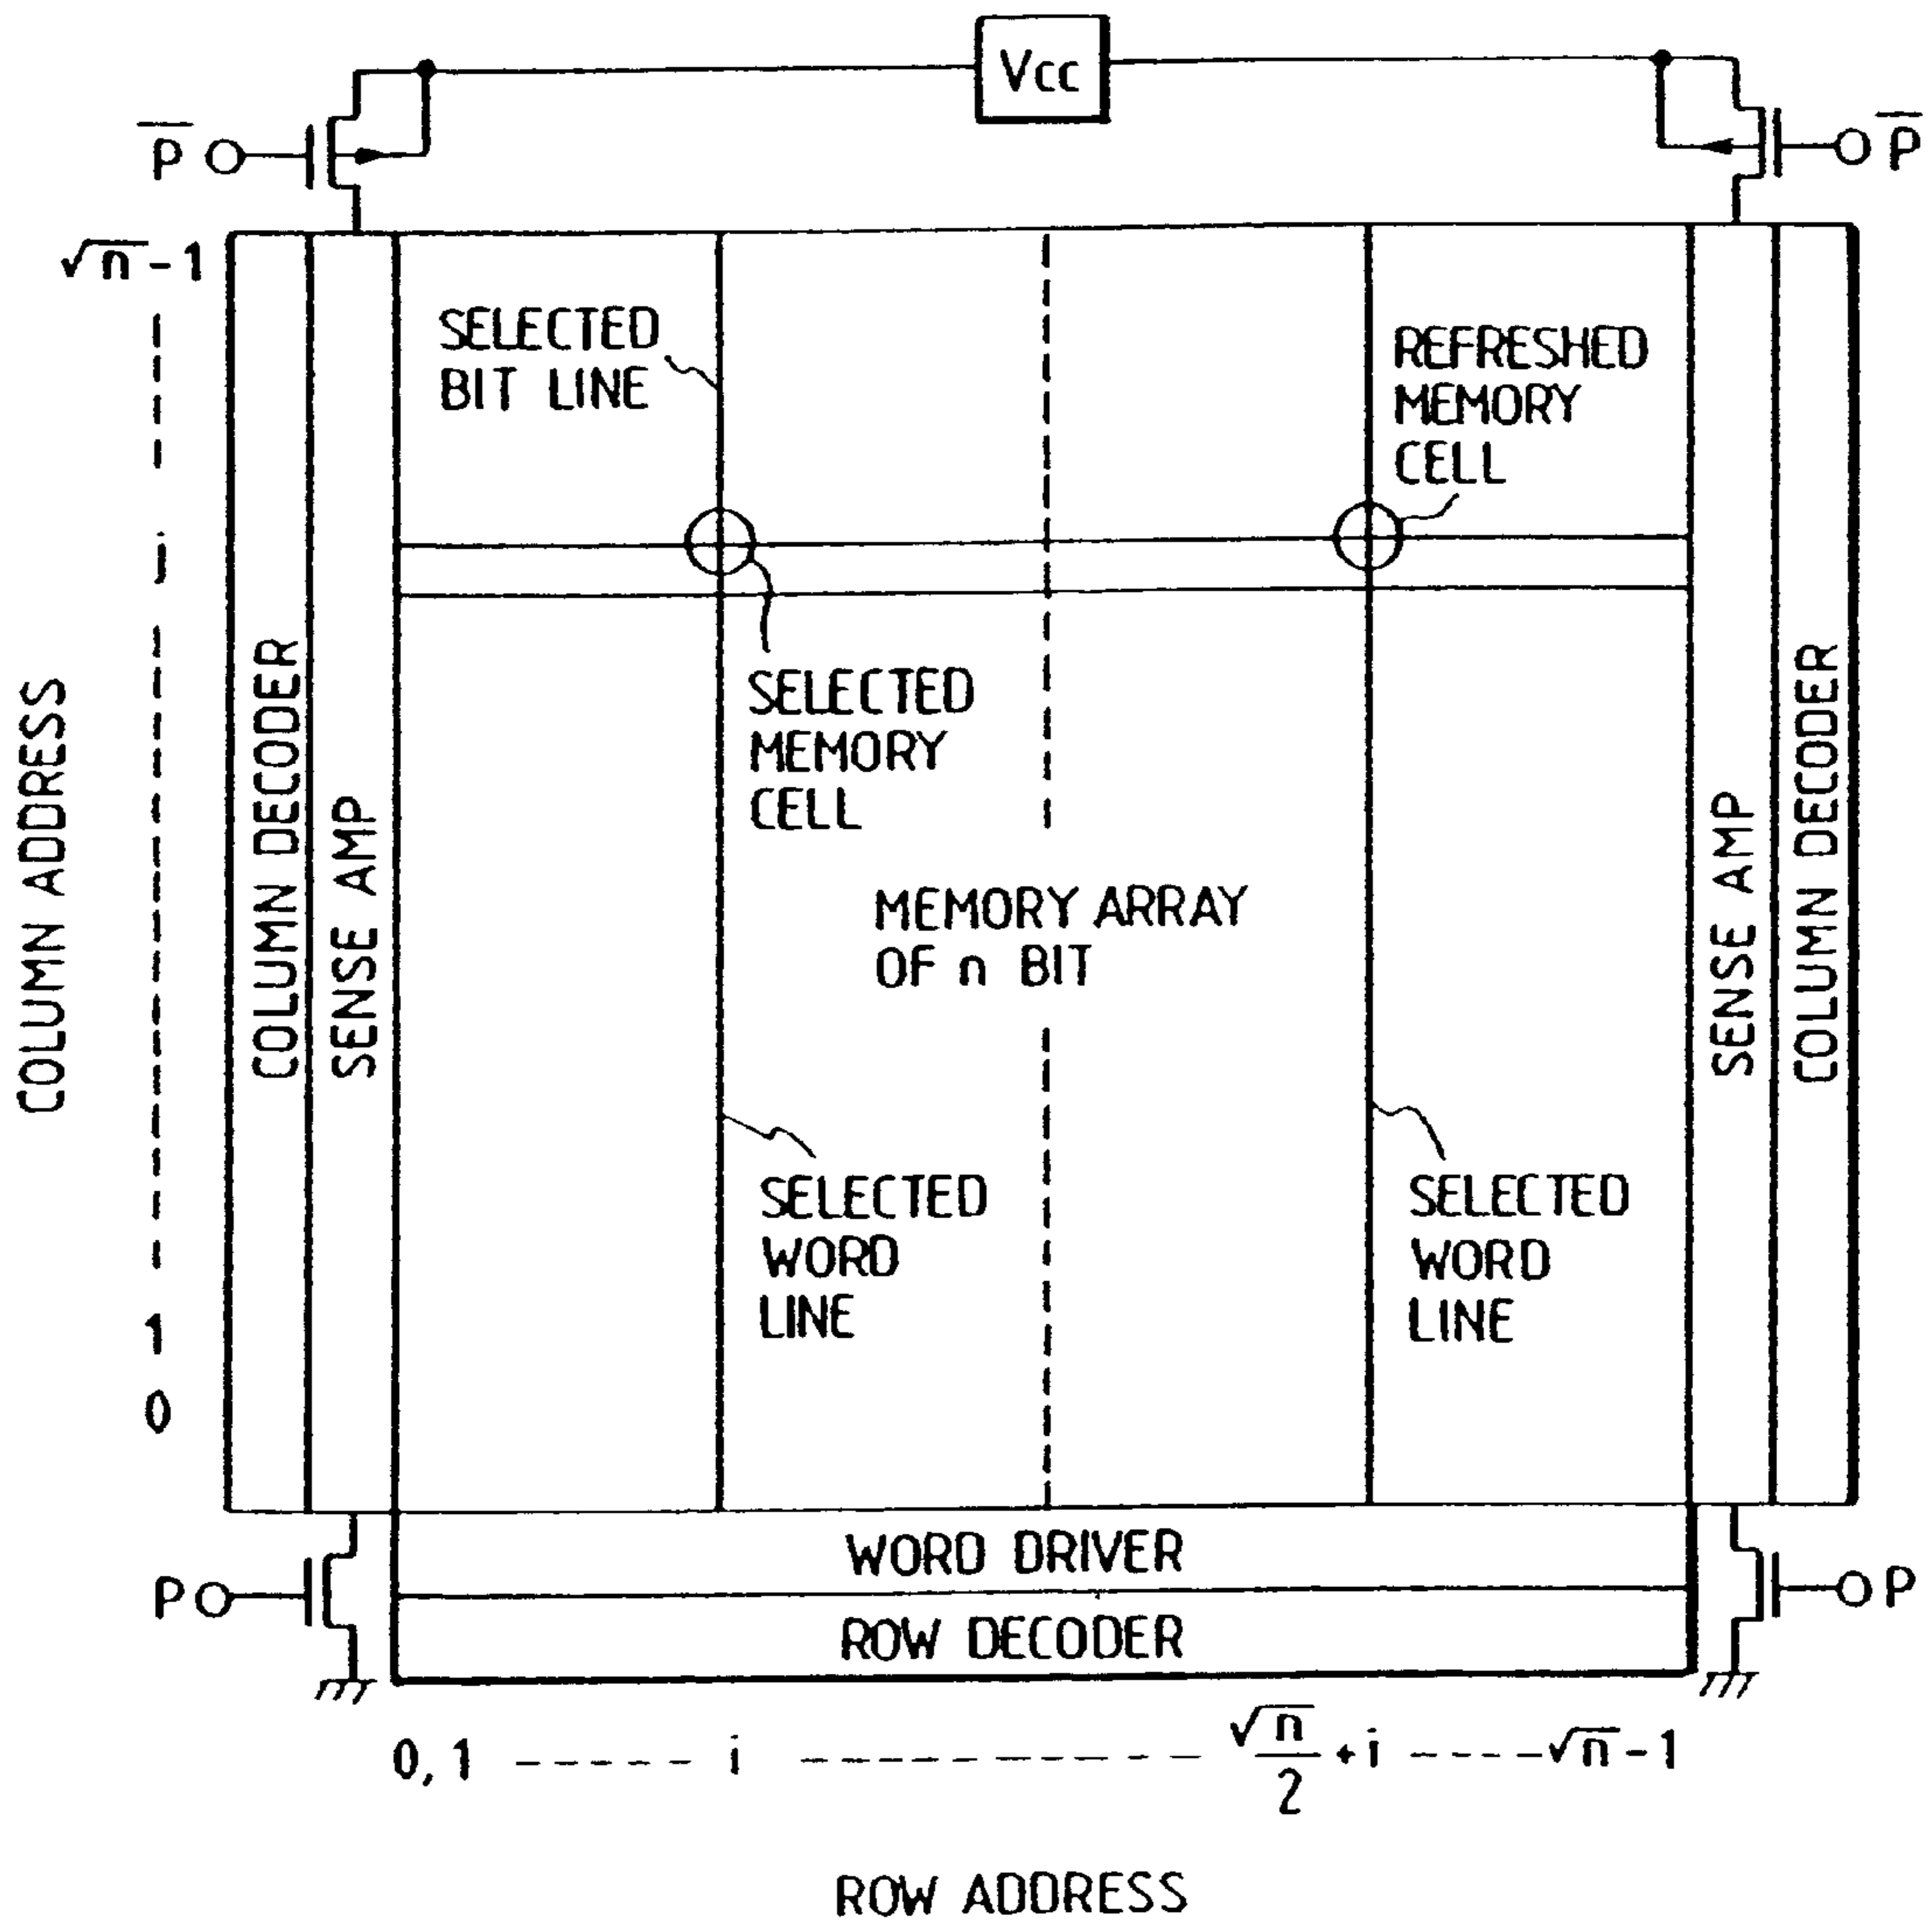 Vcc
P̅
P̅
√n̅-1
SELECTED
BIT LINE
REFRESHED
MEMORY
CELL
j
SELECTED
MEMORY
CELL
COLUMN ADDRESS
COLUMN DECODER
SENSE AMP
MEMORY ARRAY
OF n BIT
SENSE AMP
COLUMN DECODER
SELECTED
WORD
LINE
SELECTED
WORD
LINE
1
0
WORD DRIVER
P
P
ROW DECODER
0, 1 ------ i ------------- √n̅/2 + i ----- √n̅-1
ROW ADDRESS